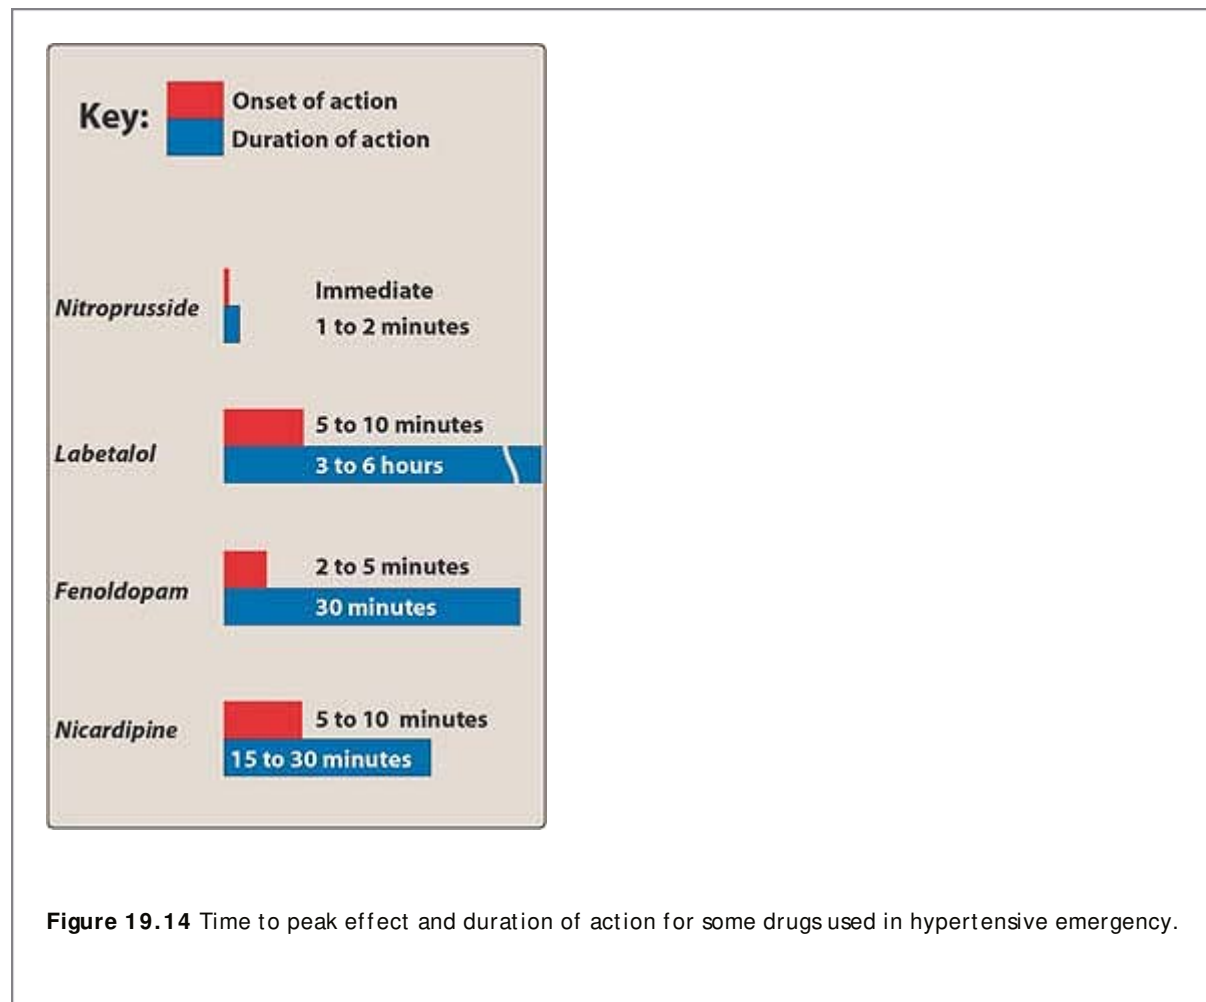 Key:
Onset of action
Duration of action
Nitroprusside
Immediate
1 to 2 minutes
Labetalol
5 to 10 minutes
3 to 6 hours
Fenoldopam
2 to 5 minutes
30 minutes
Nicardipine
5 to 10 minutes
15 to 30 minutes
Figure 19.14 Time to peak effect and duration of action for some drugs used in hypertensive emergency.